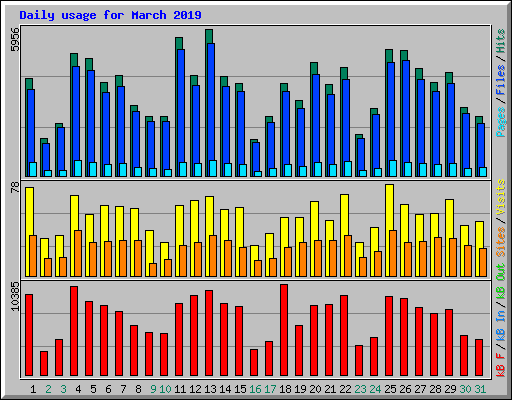 Daily usage for March 2019
5956
Pages / Files / Hits
78
Sites / Visits
10385
kB F / kB In / kB Out
1 2 3 4 5 6 7 8 9 10 11 12 13 14 15 16 17 18 19 20 21 22 23 24 25 26 27 28 29 30 31